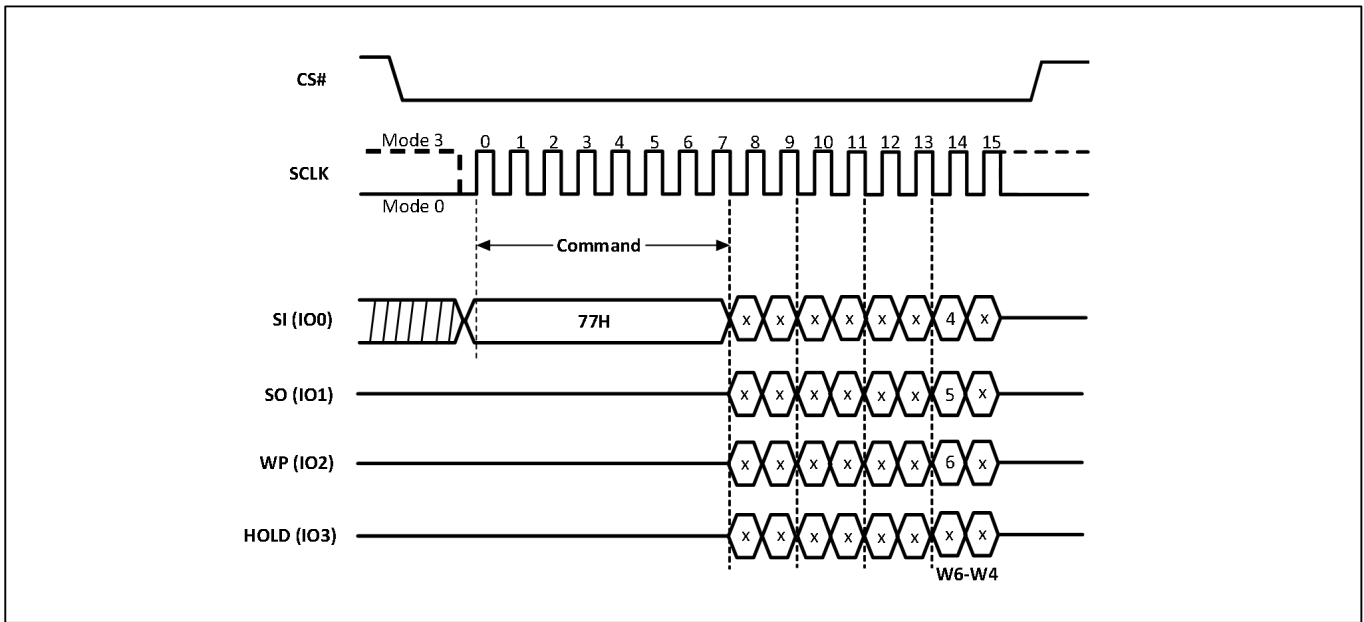 CS#
Mode 3
0 1 2 3 4 5 6 7 8 9 10 11 12 13 14 15
SCLK
Mode 0
Command
SI (IO0) 77H x x x x x x 4 x
SO (IO1) x x x x x x 5 x
WP (IO2) x x x x x x 6 x
HOLD (IO3) x x x x x x x x
W6-W4